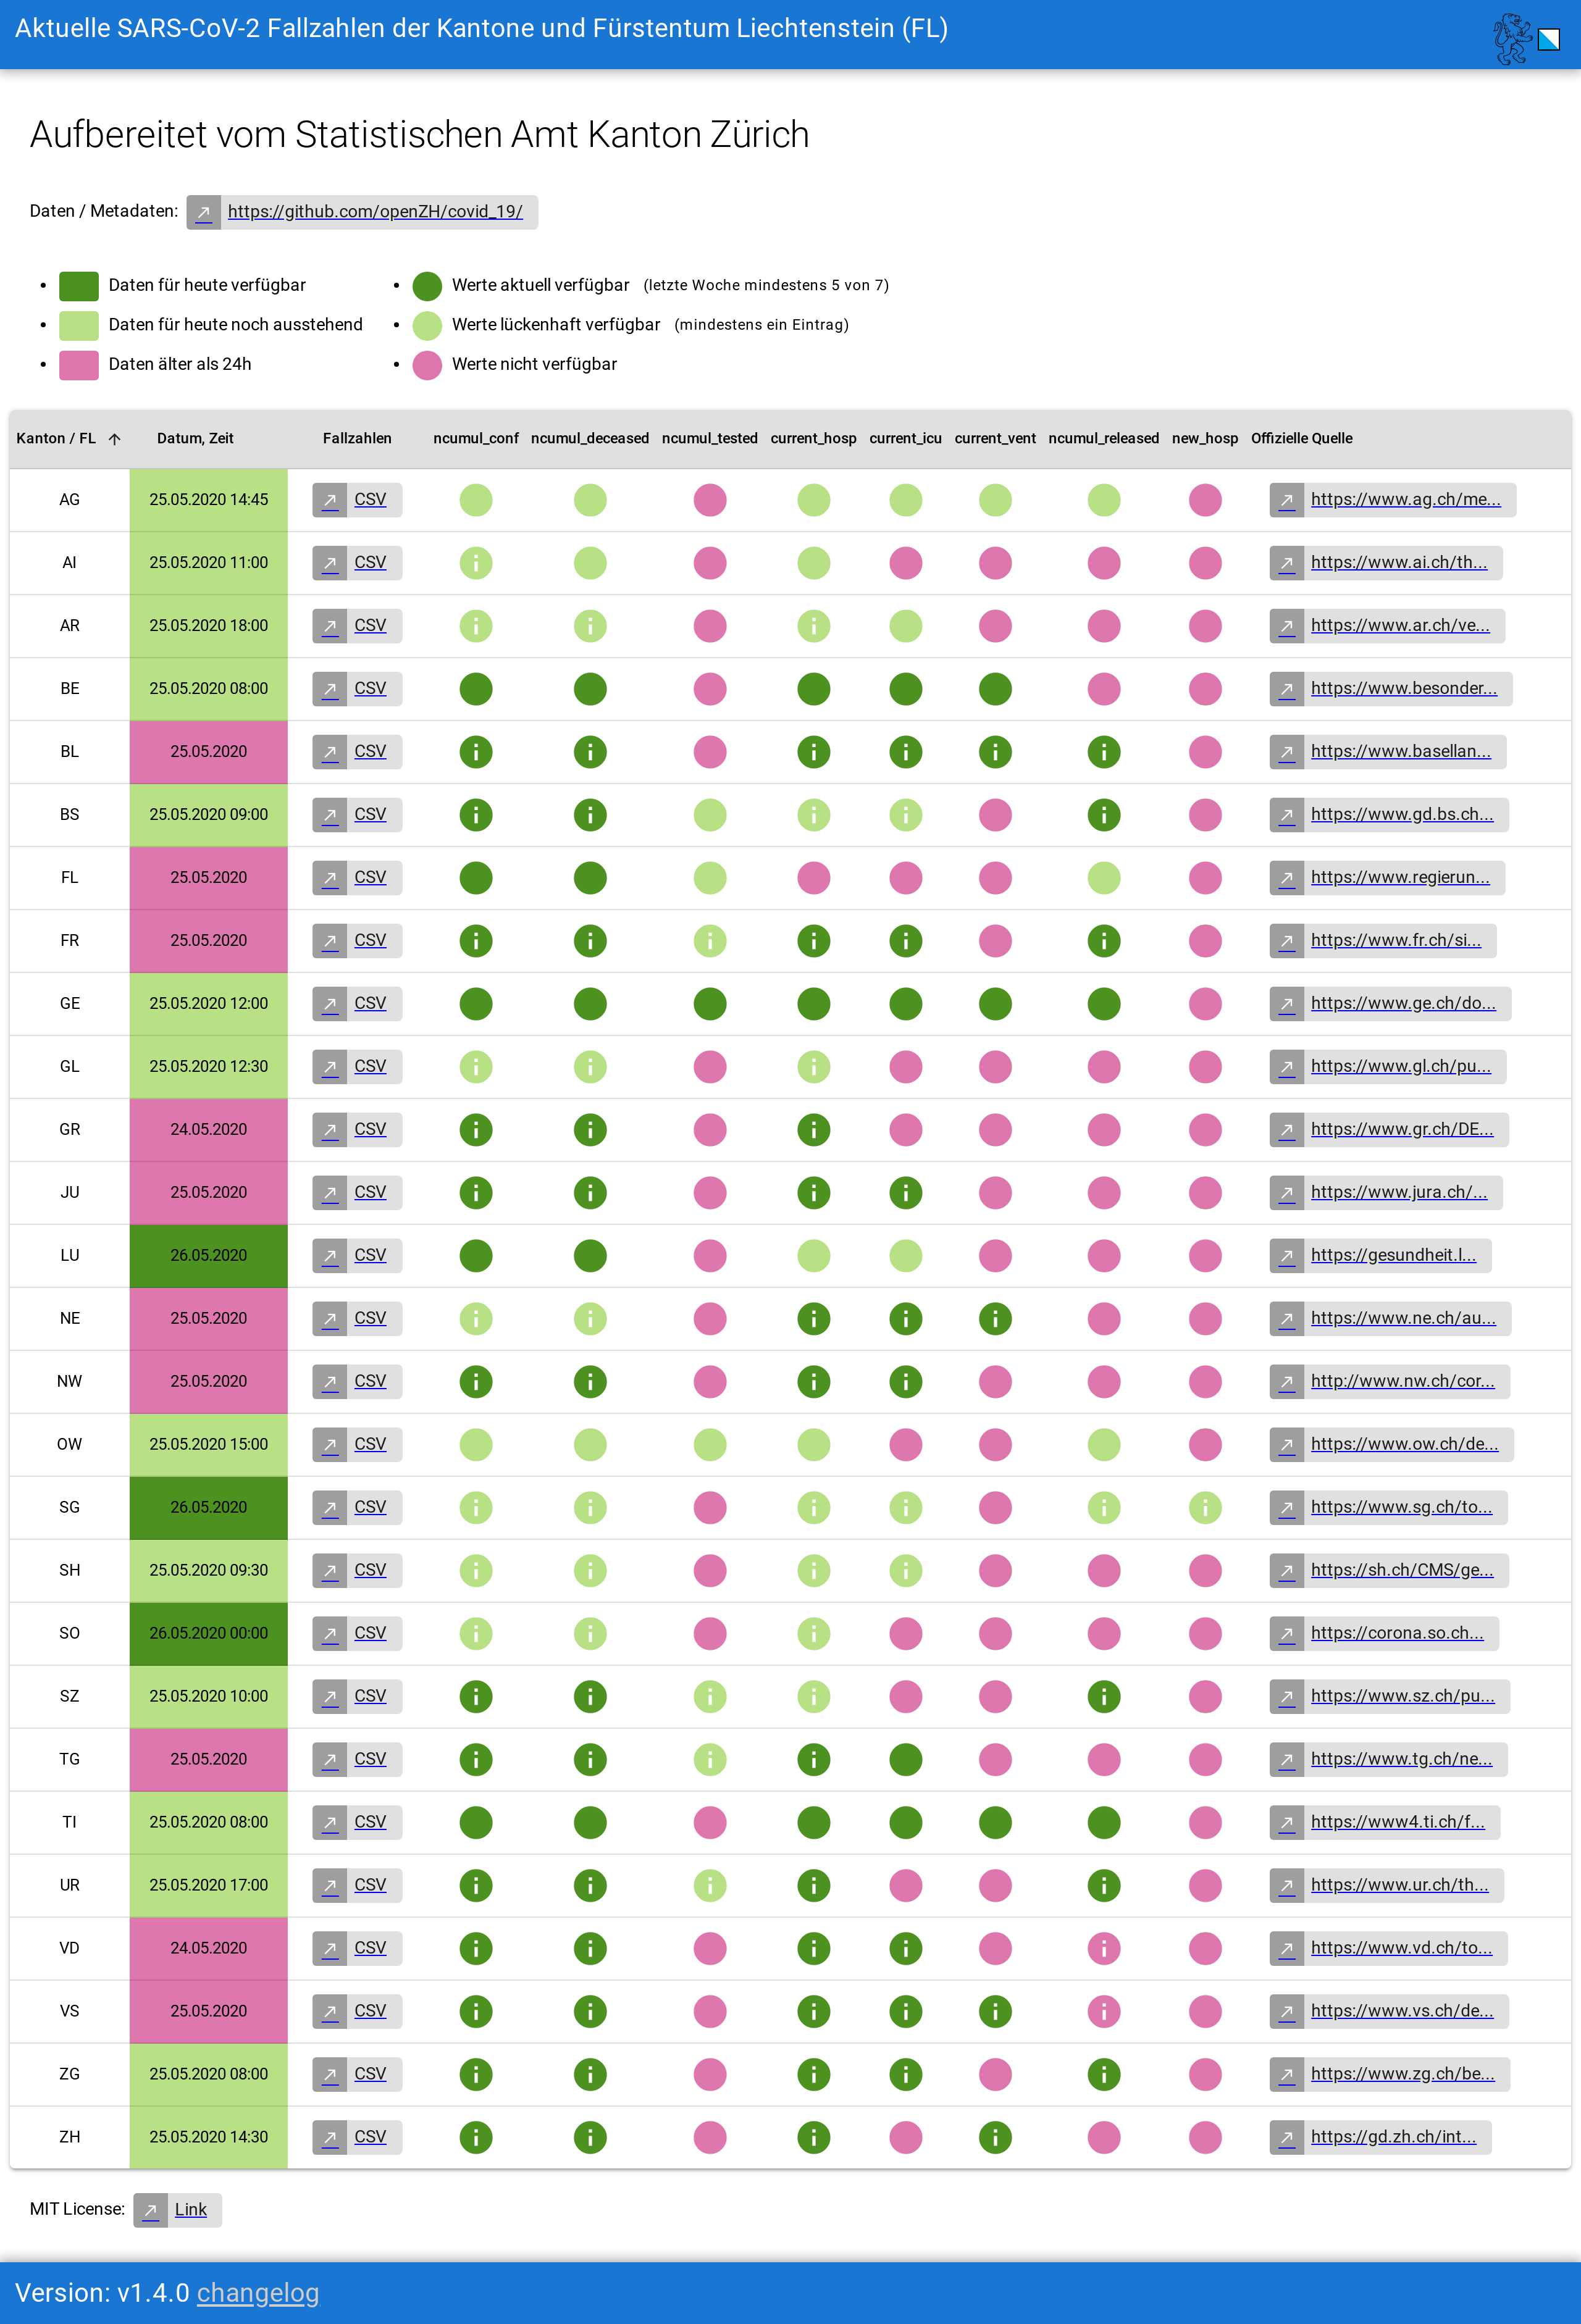 Aktuelle SARS-CoV-2 Fallzahlen der Kantone und Fürstentum Liechtenstein (FL)
Aufbereitet vom Statistischen Amt Kanton Zürich
Daten / Metadaten: https://github.com/openZH/covid_19/
Daten für heute verfügbar Werte aktuell verfügbar (letzte Woche mindestens 5 von 7)
Daten für heute noch ausstehend Werte lückenhaft verfügbar (mindestens ein Eintrag)
Daten älter als 24h Werte nicht verfügbar
Kanton / FL Datum, Zeit Fallzahlen ncumul_conf ncumul_deceased ncumul_tested current_hosp current_icu current_vent ncumul_released new_hosp Offizielle Quelle
AG 25.05.2020 14:45 CSV https://www.ag.ch/me...
AI 25.05.2020 11:00 CSV https://www.ai.ch/th...
AR 25.05.2020 18:00 CSV https://www.ar.ch/ve...
BE 25.05.2020 08:00 CSV https://www.besonder...
BL 25.05.2020 CSV https://www.basellan...
BS 25.05.2020 09:00 CSV https://www.gd.bs.ch...
FL 25.05.2020 CSV https://www.regierun...
FR 25.05.2020 CSV https://www.fr.ch/si...
GE 25.05.2020 12:00 CSV https://www.ge.ch/do...
GL 25.05.2020 12:30 CSV https://www.gl.ch/pu...
GR 24.05.2020 CSV https://www.gr.ch/DE...
JU 25.05.2020 CSV https://www.jura.ch/...
LU 26.05.2020 CSV https://gesundheit.l...
NE 25.05.2020 CSV https://www.ne.ch/au...
NW 25.05.2020 CSV http://www.nw.ch/cor...
OW 25.05.2020 15:00 CSV https://www.ow.ch/de...
SG 26.05.2020 CSV https://www.sg.ch/to...
SH 25.05.2020 09:30 CSV https://sh.ch/CMS/ge...
SO 26.05.2020 00:00 CSV https://corona.so.ch...
SZ 25.05.2020 10:00 CSV https://www.sz.ch/pu...
TG 25.05.2020 CSV https://www.tg.ch/ne...
TI 25.05.2020 08:00 CSV https://www4.ti.ch/f...
UR 25.05.2020 17:00 CSV https://www.ur.ch/th...
VD 24.05.2020 CSV https://www.vd.ch/to...
VS 25.05.2020 CSV https://www.vs.ch/de...
ZG 25.05.2020 08:00 CSV https://www.zg.ch/be...
ZH 25.05.2020 14:30 CSV https://gd.zh.ch/int...
MIT License: Link
Version: v1.4.0 changelog